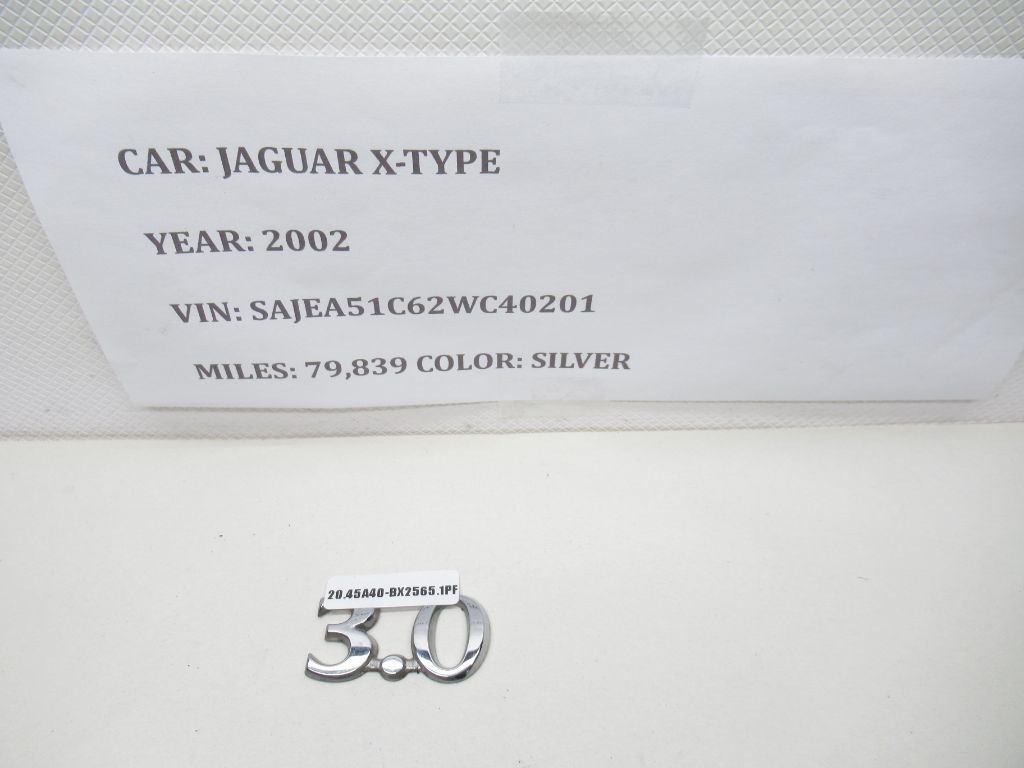 CAR: JAGUAR X-TYPE
YEAR: 2002
VIN: SAJEA51C62WC40201
MILES: 79,839 COLOR: SILVER
20.45A40-BX2565.1PF
3.0